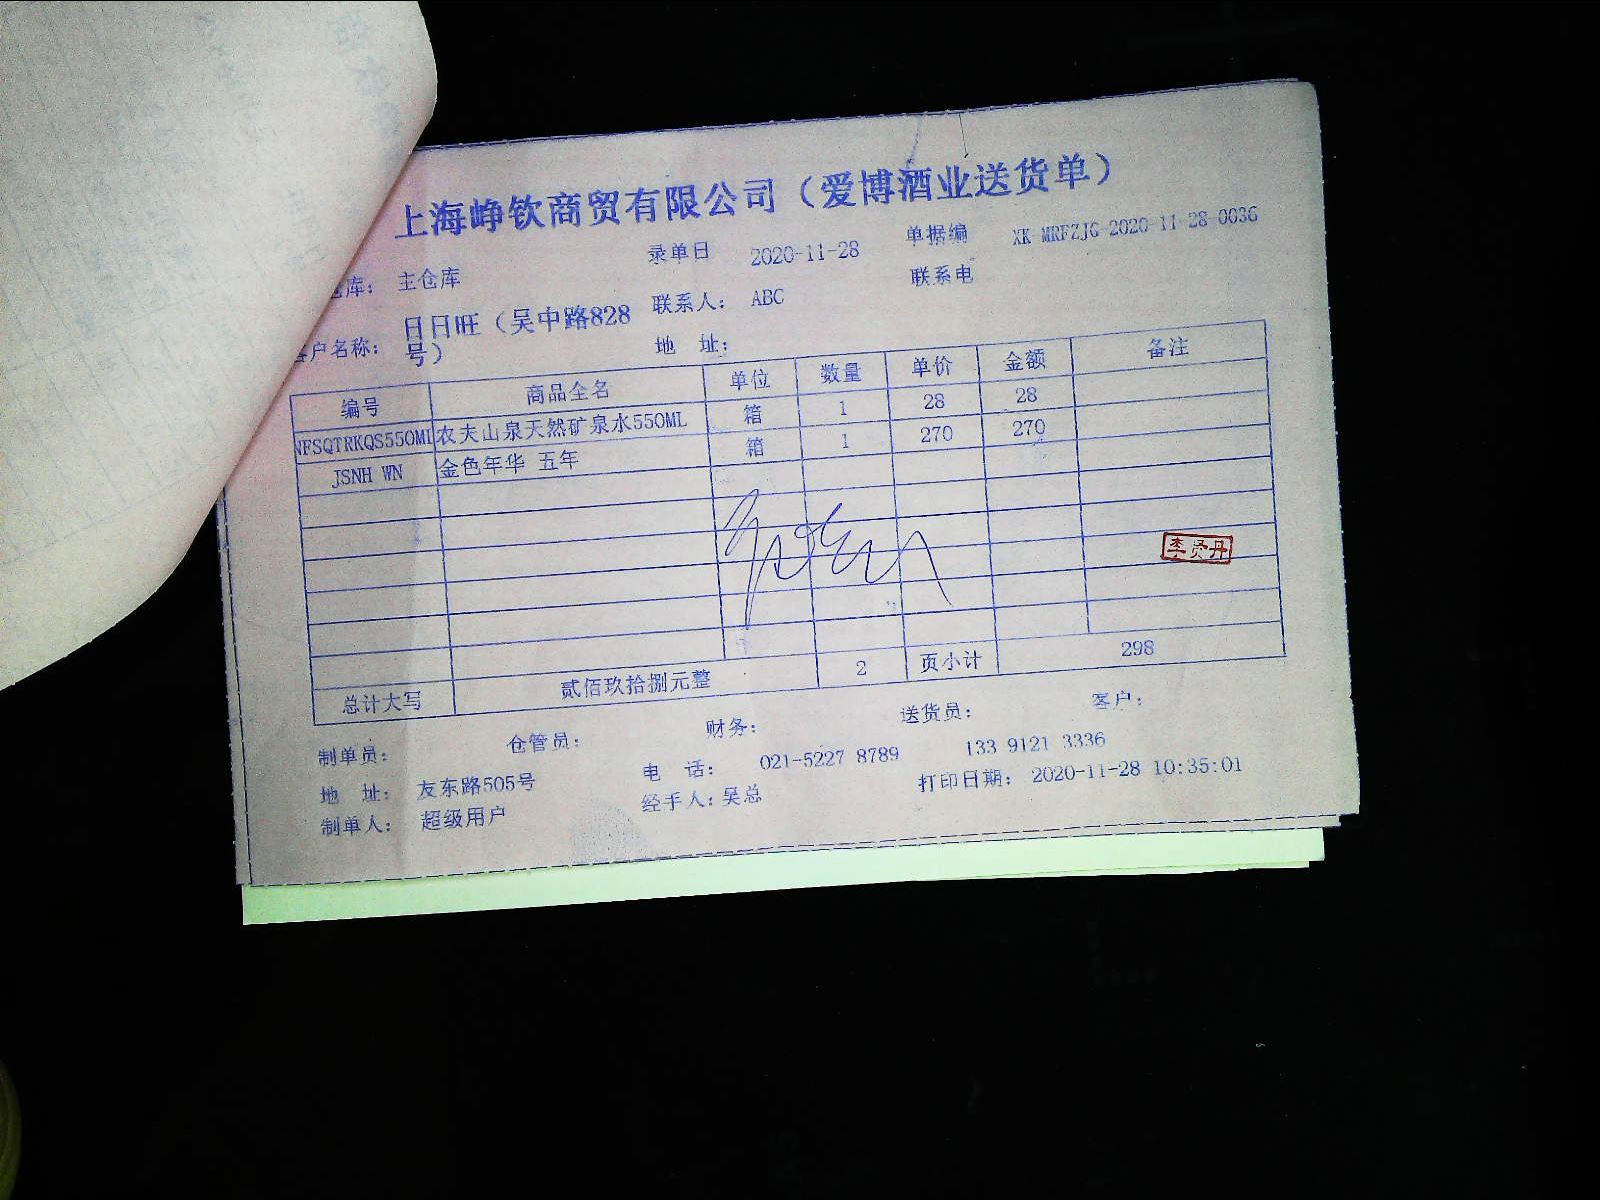 上海峥钦商贸有限公司（爱博酒业送货单）
录单日 2020-11-28 单据编 XK-MRFZJG-2020-11-28-0036
库： 主仓库 联系人： ABC 联系电
户名称： 日日旺（吴中路828号） 地 址：
编号 商品全名 单位 数量 单价 金额 备注
NFSQTRKQS550ML 农夫山泉天然矿泉水550ML 箱 1 28 28
JSNH WN 金色年华 五年 箱 1 270 270
李贤丹
总计大写 贰佰玖拾捌元整 2 页小计 298
制单员： 仓管员： 财务： 送货员： 客户：
地 址： 友东路505号 电 话： 021-5227 8789 133 9121 3336
制单人： 超级用户 经手人：吴总 打印日期： 2020-11-28 10:35:01